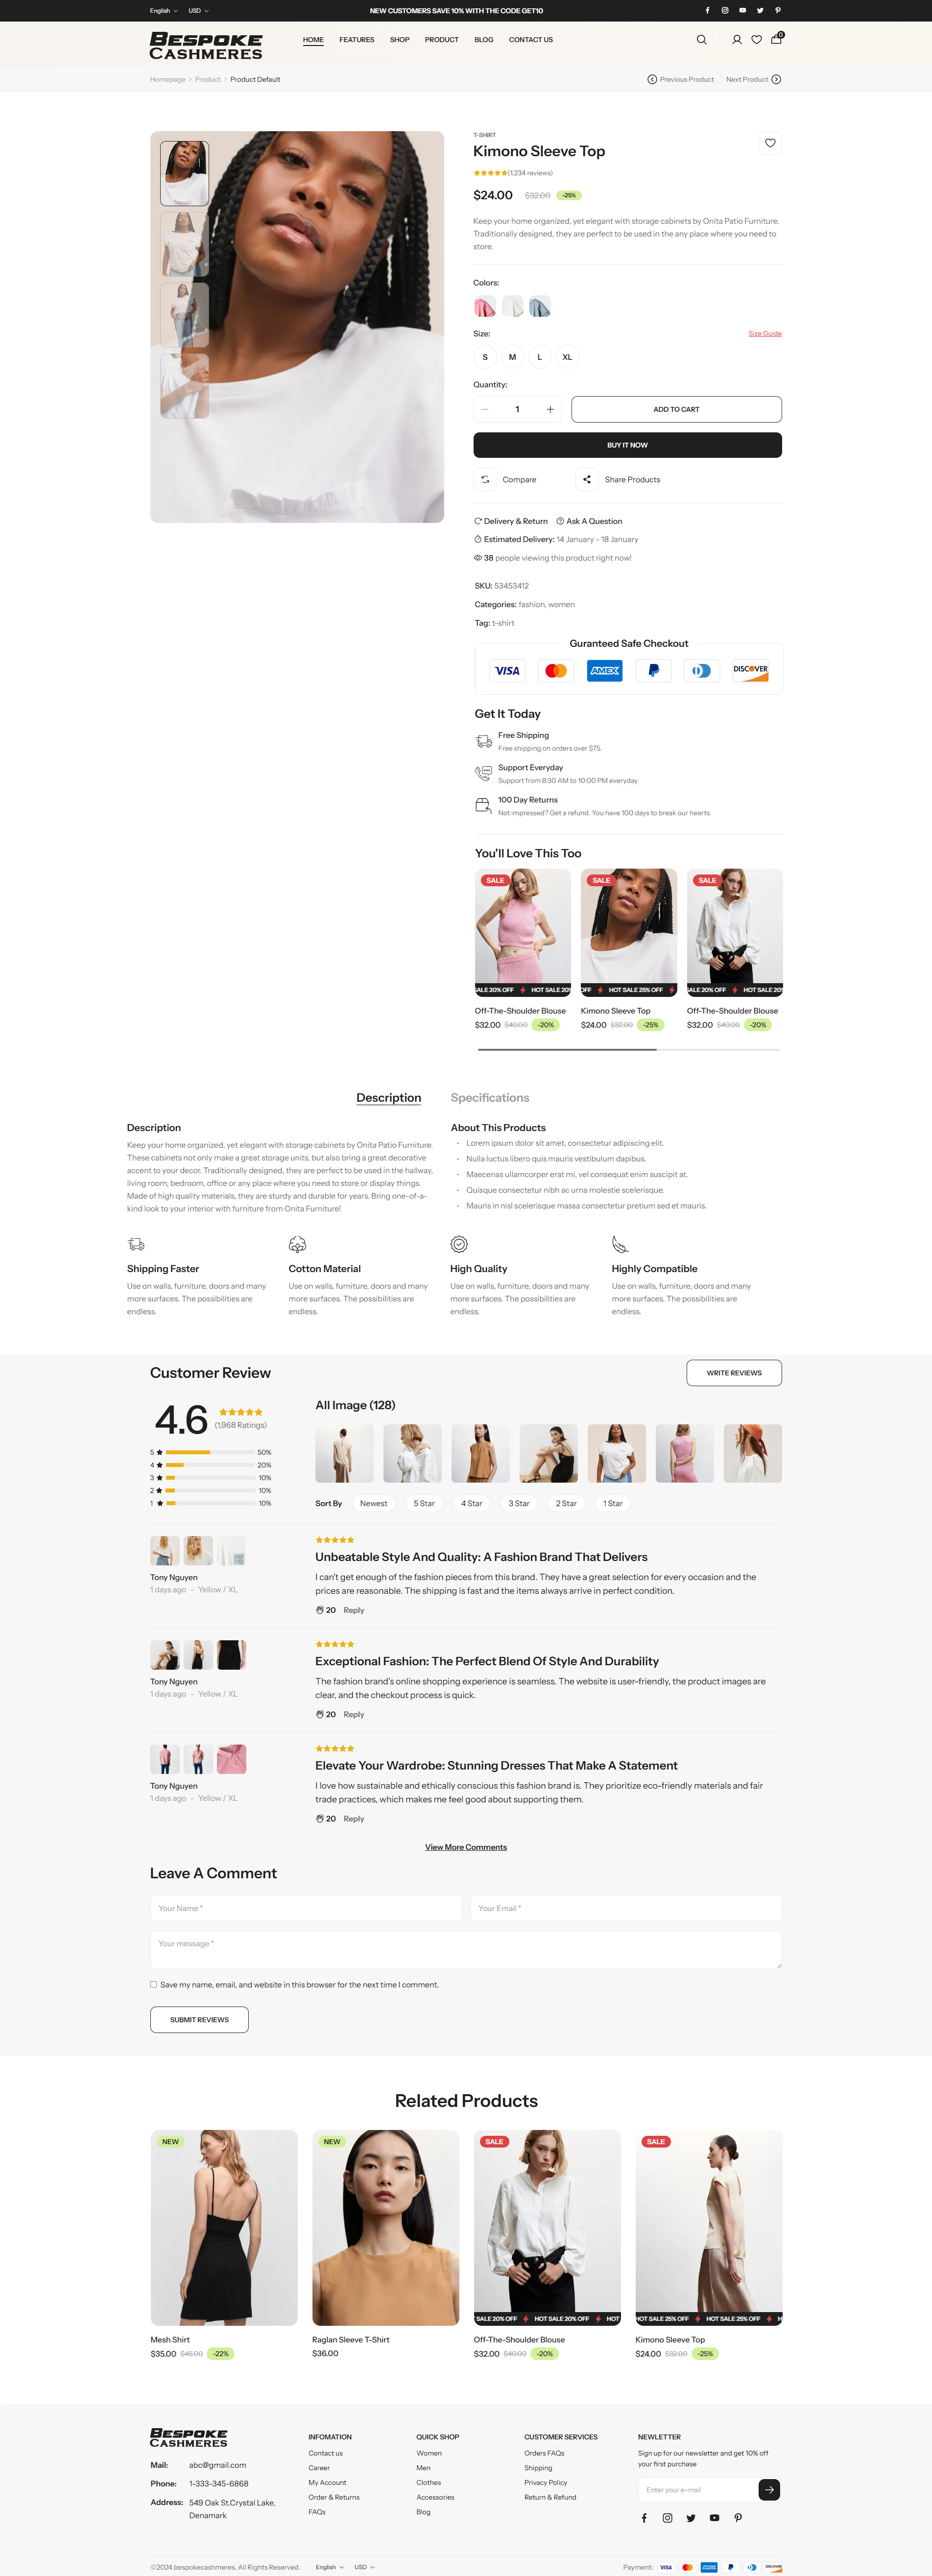 English
USD
NEW CUSTOMERS SAVE 10% WITH THE CODE GET10
BESPOKE
CASHMERES
HOME
FEATURES
SHOP
PRODUCT
BLOG
CONTACT US
0
Homepage
Product
Product Default
Previous Product
Next Product
T-SHIRT
Kimono Sleeve Top
(1.234 reviews)
$24.00
$32.00
-25%
Keep your home organized, yet elegant with storage cabinets by Onita Patio Furniture.
Traditionally designed, they are perfect to be used in the any place where you need to
store.
Colors:
Size:
Size Guide
S
M
L
XL
Quantity:
1
ADD TO CART
BUY IT NOW
Compare
Share Products
Delivery & Return
Ask A Question
Estimated Delivery: 14 January - 18 January
38 people viewing this product right now!
SKU: 53453412
Categories: fashion, women
Tag: t-shirt
Guranteed Safe Checkout
VISA
AMEX
DISCOVER
Get It Today
Free Shipping
Free shipping on orders over $75.
Support Everyday
Support from 8:30 AM to 10:00 PM everyday
100 Day Returns
Not impressed? Get a refund. You have 100 days to break our hearts.
You'll Love This Too
SALE
SALE
SALE
SALE 20% OFF HOT SALE 20%
OFF HOT SALE 25% OFF
SALE 20% OFF HOT SALE 20%
Off-The-Shoulder Blouse
$32.00 $40.00 -20%
Kimono Sleeve Top
$24.00 $32.00 -25%
Off-The-Shoulder Blouse
$32.00 $40.00 -20%
Description
Specifications
Description
Keep your home organized, yet elegant with storage cabinets by Onita Patio Furniture.
These cabinets not only make a great storage units, but also bring a great decorative
accent to your decor. Traditionally designed, they are perfect to be used in the hallway,
living room, bedroom, office or any place where you need to store or display things.
Made of high quality materials, they are sturdy and durable for years. Bring one-of-a-
kind look to your interior with furniture from Onita Furniture!
About This Products
Lorem ipsum dolor sit amet, consectetur adipiscing elit.
Nulla luctus libero quis mauris vestibulum dapibus.
Maecenas ullamcorper erat mi, vel consequat enim suscipit at.
Quisque consectetur nibh ac urna molestie scelerisque.
Mauris in nisl scelerisque massa consectetur pretium sed et mauris.
Shipping Faster
Use on walls, furniture, doors and many
more surfaces. The possibilities are
endless.
Cotton Material
Use on walls, furniture, doors and many
more surfaces. The possibilities are
endless.
High Quality
Use on walls, furniture, doors and many
more surfaces. The possibilities are
endless.
Highly Compatible
Use on walls, furniture, doors and many
more surfaces. The possibilities are
endless.
Customer Review
WRITE REVIEWS
4.6
(1,968 Ratings)
5 50%
4 20%
3 10%
2 10%
1 10%
All Image (128)
Sort By
Newest
5 Star
4 Star
3 Star
2 Star
1 Star
Tony Nguyen
1 days ago - Yellow / XL
Unbeatable Style And Quality: A Fashion Brand That Delivers
I can't get enough of the fashion pieces from this brand. They have a great selection for every occasion and the
prices are reasonable. The shipping is fast and the items always arrive in perfect condition.
20 Reply
Tony Nguyen
1 days ago - Yellow / XL
Exceptional Fashion: The Perfect Blend Of Style And Durability
The fashion brand's online shopping experience is seamless. The website is user-friendly, the product images are
clear, and the checkout process is quick.
20 Reply
Tony Nguyen
1 days ago - Yellow / XL
Elevate Your Wardrobe: Stunning Dresses That Make A Statement
I love how sustainable and ethically conscious this fashion brand is. They prioritize eco-friendly materials and fair
trade practices, which makes me feel good about supporting them.
20 Reply
View More Comments
Leave A Comment
Your Name *
Your Email *
Your message *
Save my name, email, and website in this browser for the next time I comment.
SUBMIT REVIEWS
Related Products
NEW
NEW
SALE
SALE
SALE 20% OFF HOT SALE 20% OFF HOT
HOT SALE 25% OFF HOT SALE 25% OFF H
Mesh Shirt
$35.00 $45.00 -22%
Raglan Sleeve T-Shirt
$36.00
Off-The-Shoulder Blouse
$32.00 $40.00 -20%
Kimono Sleeve Top
$24.00 $32.00 -25%
BESPOKE
CASHMERES
Mail: abc@gmail.com
Phone: 1-333-345-6868
Address: 549 Oak St.Crystal Lake,
Denamark
INFOMATION
Contact us
Career
My Account
Order & Returns
FAQs
QUICK SHOP
Women
Men
Clothes
Accessories
Blog
CUSTOMER SERVICES
Orders FAQs
Shipping
Privacy Policy
Return & Refund
NEWLETTER
Sign up for our newsletter and get 10% off
your first purchase
Enter your e-mail
©2024 bespokecashmeres. All Rights Reserved.
English
USD
Payment:
VISA
AMEX
DISCOVER